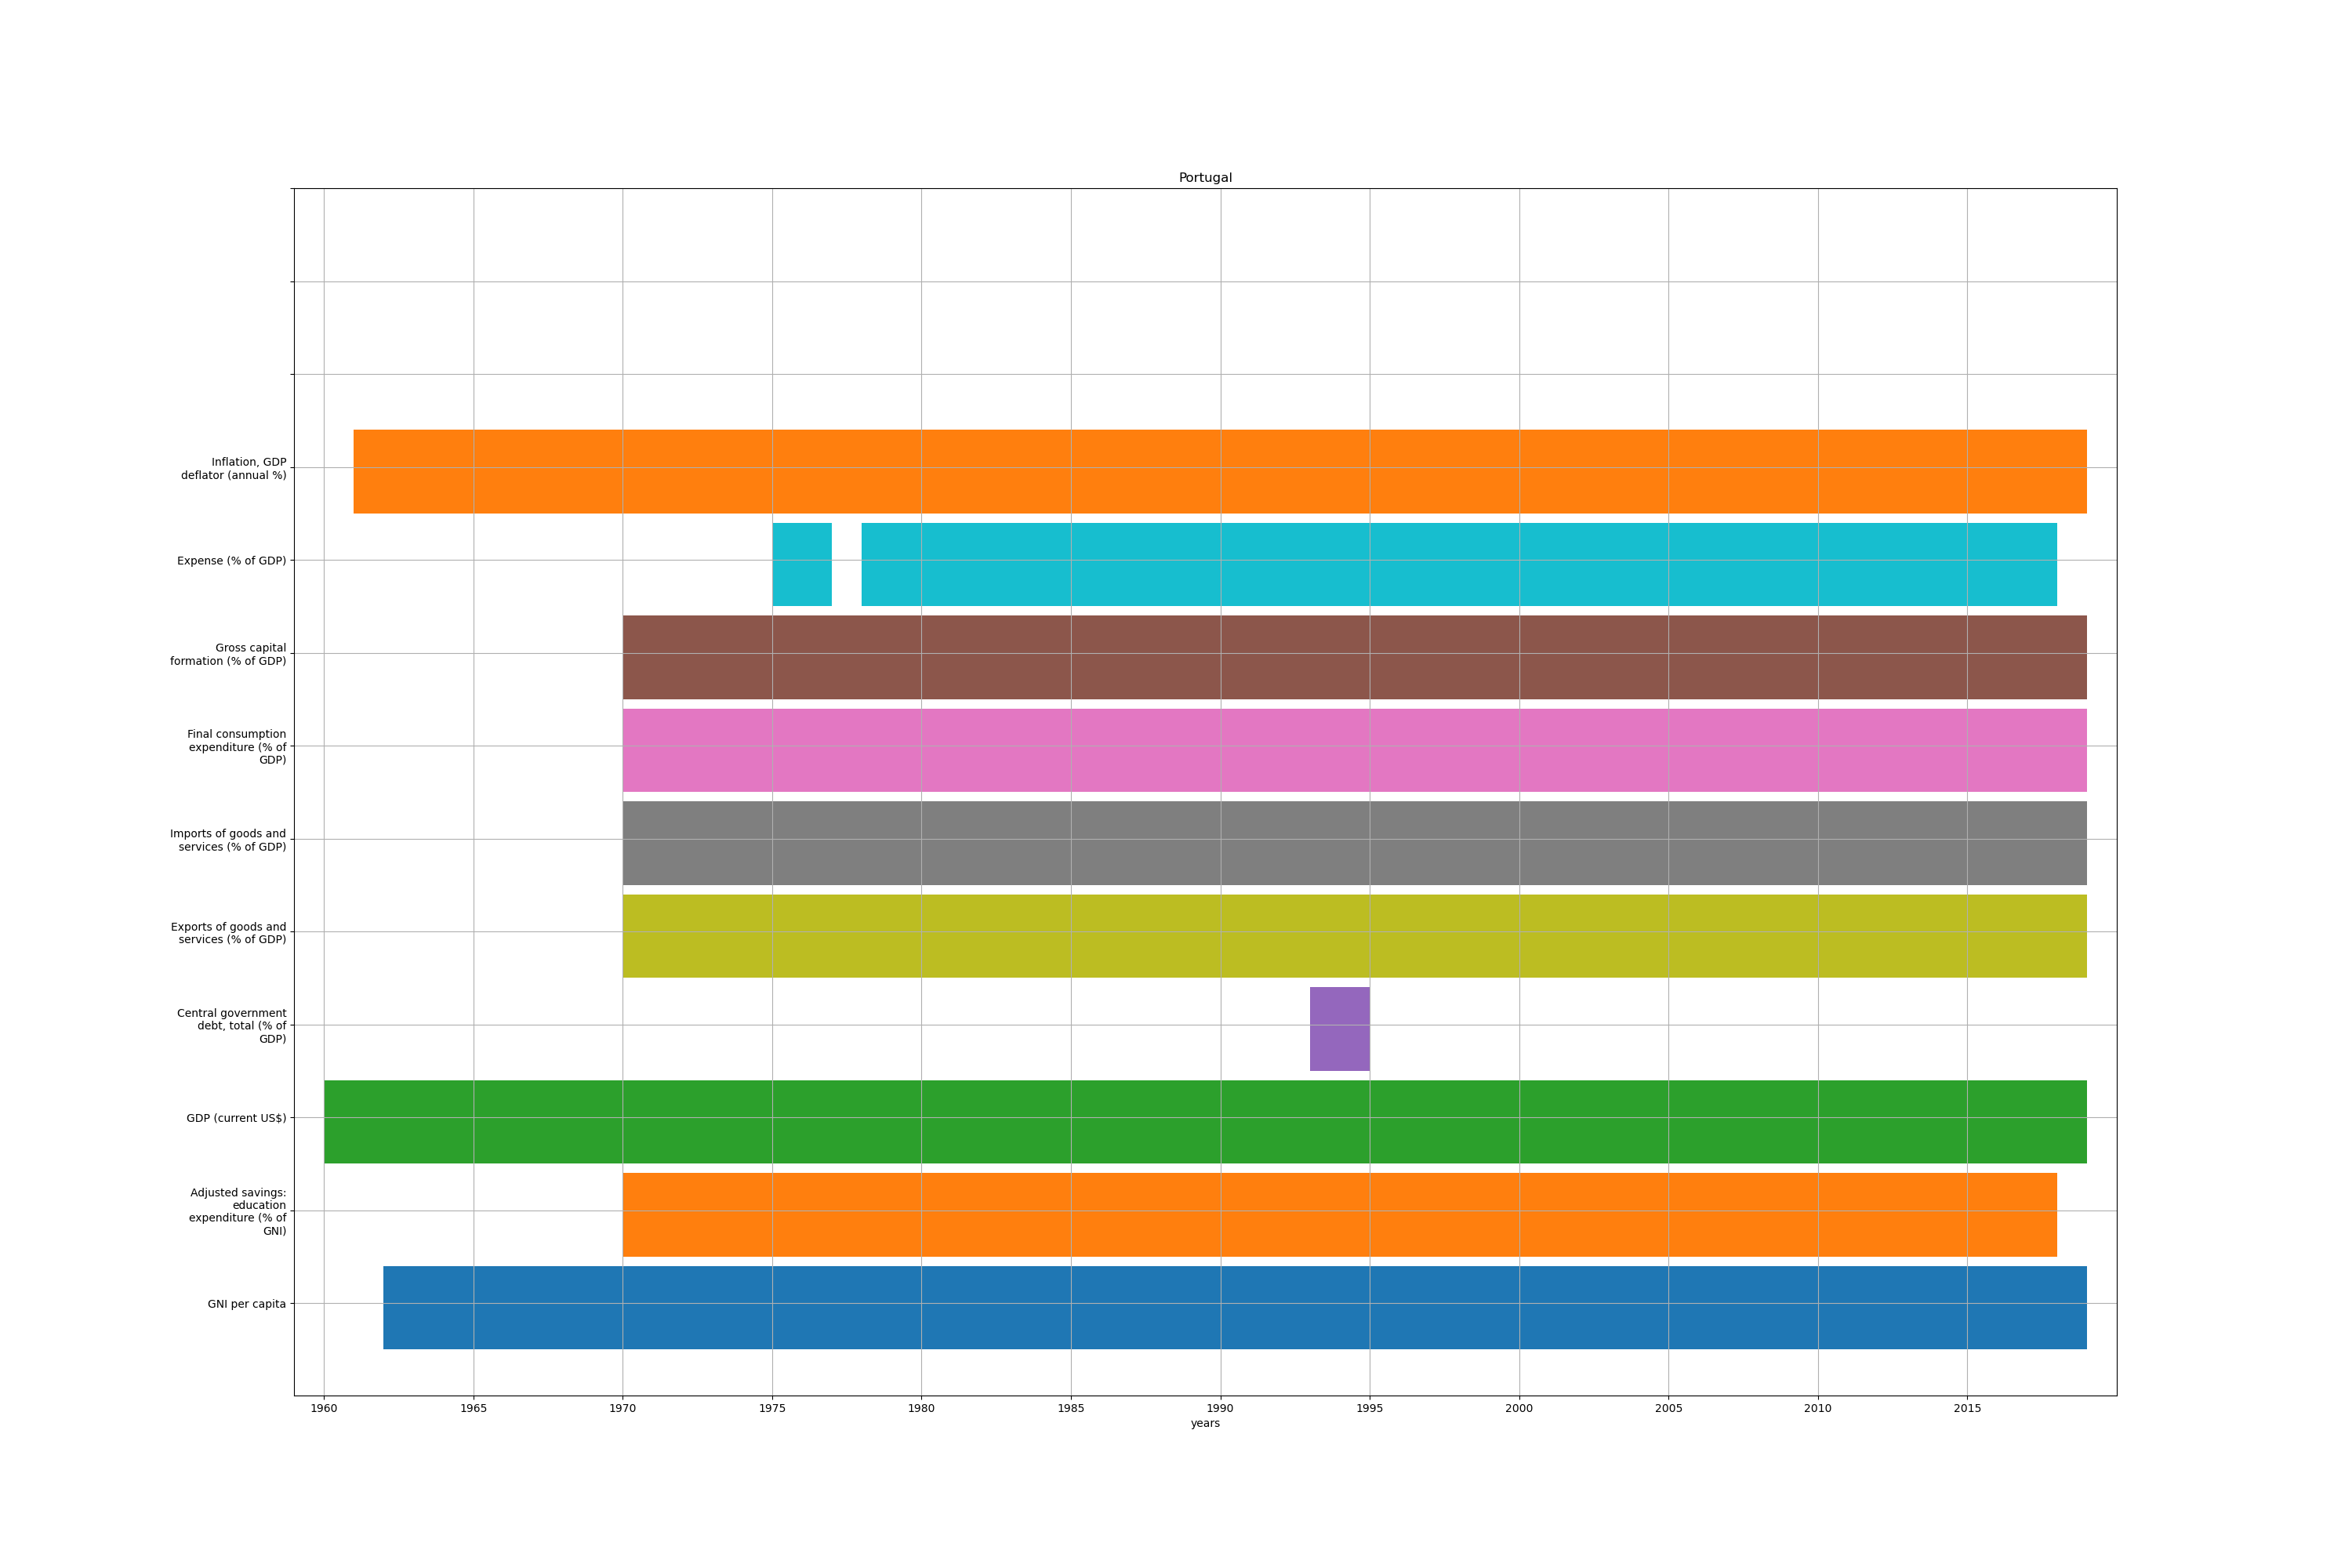 Portugal
Inflation, GDP
deflator (annual %)
Expense (% of GDP)
Gross capital
formation (% of GDP)
Final consumption
expenditure (% of
GDP)
Imports of goods and
services (% of GDP)
Exports of goods and
services (% of GDP)
Central government
debt, total (% of
GDP)
GDP (current US$)
Adjusted savings:
education
expenditure (% of
GNI)
GNI per capita
1960 1965 1970 1975 1980 1985 1990 1995 2000 2005 2010 2015
years